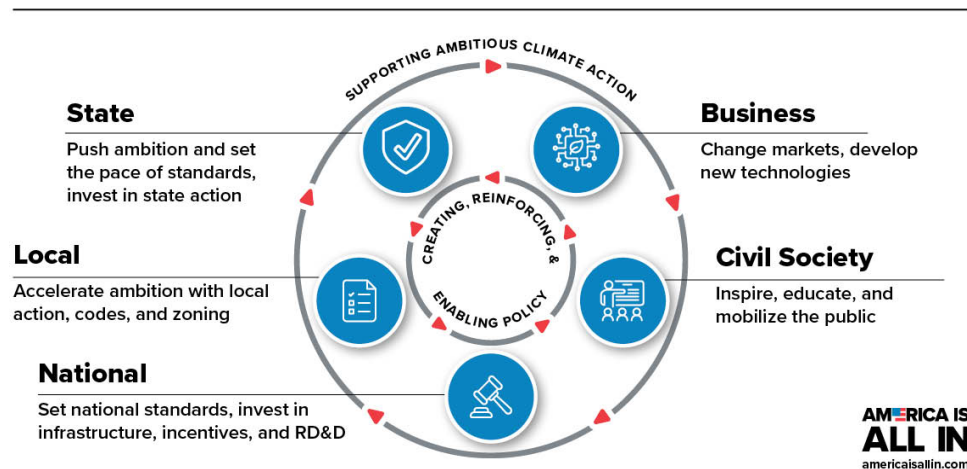 SUPPORTING AMBITIOUS CLIMATE ACTION
State
Push ambition and set
the pace of standards,
invest in state action
Business
Change markets, develop
new technologies
CREATING, REINFORCING, &
ENABLING POLICY
Local
Accelerate ambition with local
action, codes, and zoning
Civil Society
Inspire, educate, and
mobilize the public
National
Set national standards, invest in
infrastructure, incentives, and RD&D
AMERICA IS
ALL IN
americaisallin.com